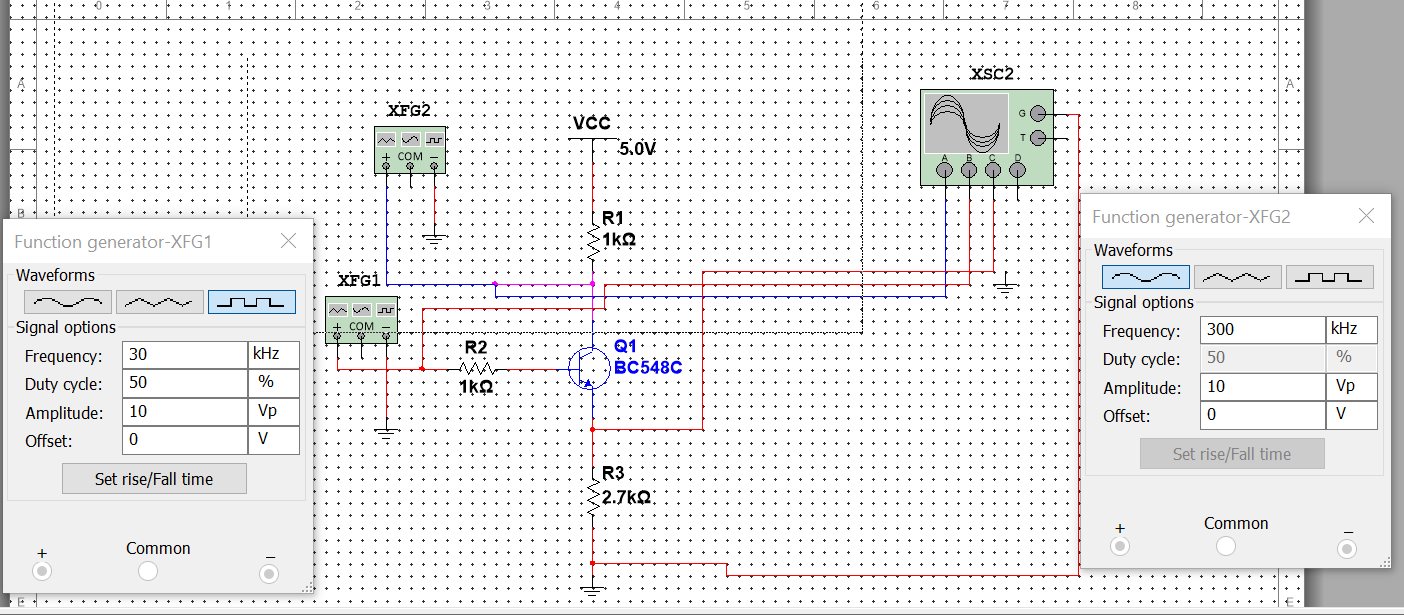 0 1 2 3 4 5 6 7 8
A A
XSC2
G
T
A B C D
XFG2
+ COM −
VCC
5.0V
B
R1
1kΩ
XFG1
+ COM −
R2
1kΩ
Q1
BC548C
R3
2.7kΩ
E E
Function generator-XFG1
Waveforms
Signal options
Frequency: 30 kHz
Duty cycle: 50 %
Amplitude: 10 Vp
Offset: 0 V
Set rise/Fall time
+ Common −
Function generator-XFG2
Waveforms
Signal options
Frequency: 300 kHz
Duty cycle: 50 %
Amplitude: 10 Vp
Offset: 0 V
Set rise/Fall time
+ Common −